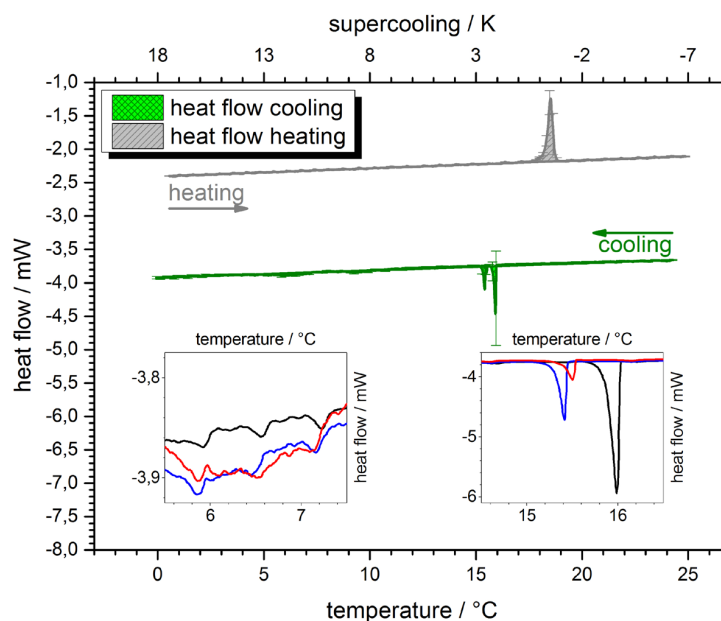 supercooling / K
18 13 8 3 -2 -7
-1,0
-1,5
-2,0
-2,5
-3,0
-3,5
-4,0
-4,5
-5,0
-5,5
-6,0
-6,5
-7,0
-7,5
-8,0
heat flow / mW
heat flow cooling
heat flow heating
heating
cooling
temperature / °C
-3,8
-3,9
6 7
heat flow / mW
temperature / °C
-4
-5
-6
15 16
heat flow / mW
0 5 10 15 20 25
temperature / °C